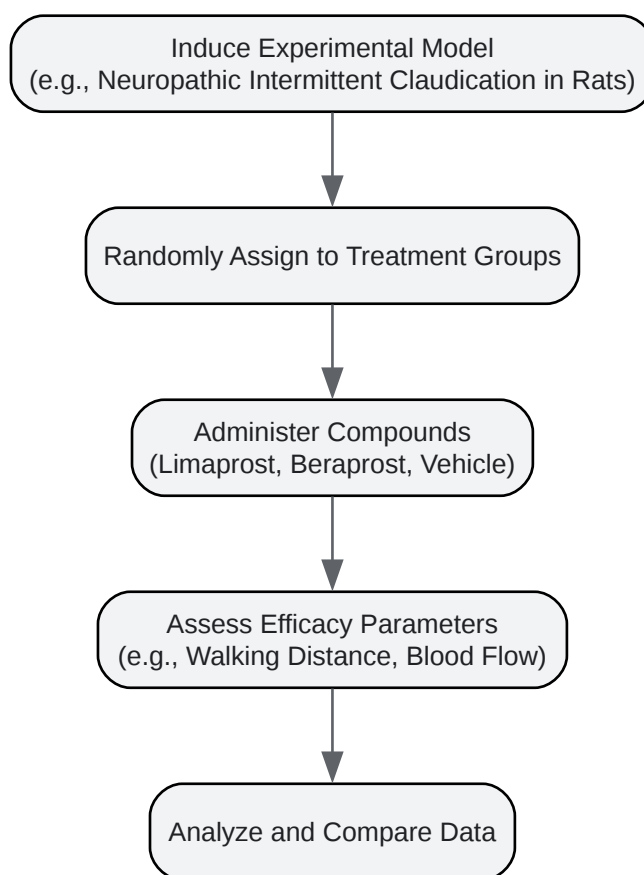 Induce Experimental Model
(e.g., Neuropathic Intermittent Claudication in Rats)
Randomly Assign to Treatment Groups
Administer Compounds
(Limaprost, Beraprost, Vehicle)
Assess Efficacy Parameters
(e.g., Walking Distance, Blood Flow)
Analyze and Compare Data